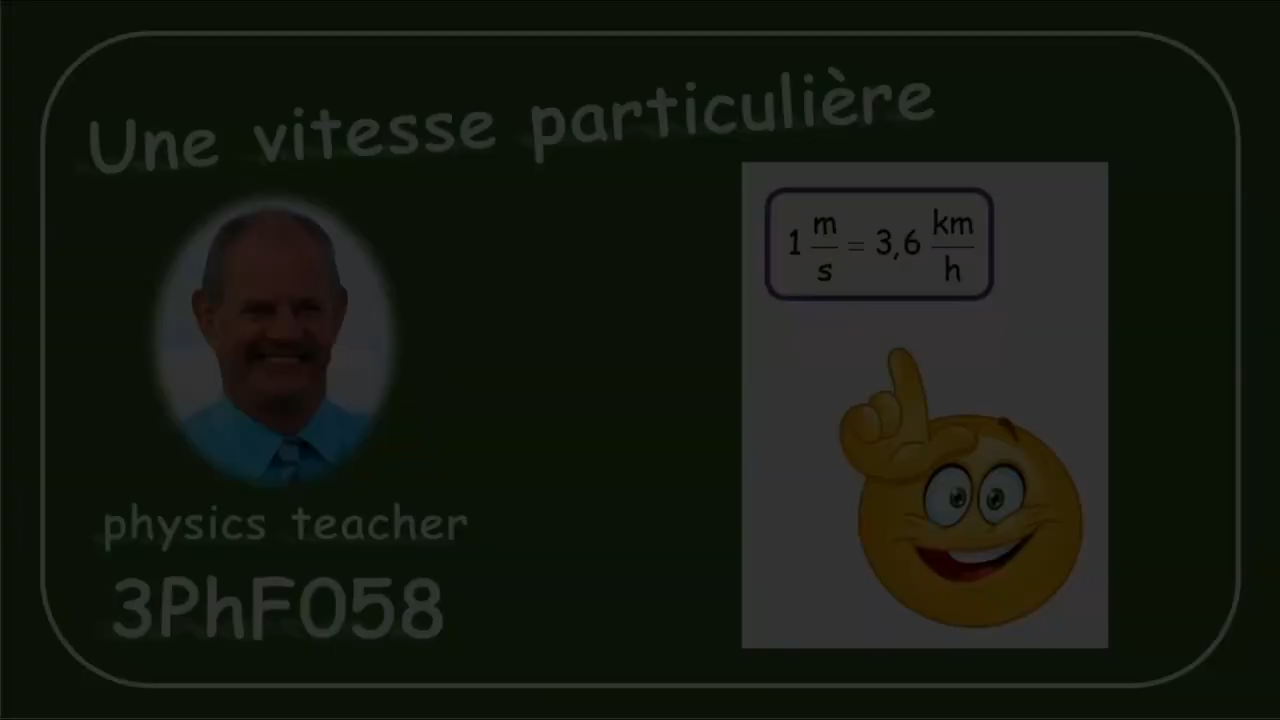 Une vitesse particulière
1 m/s = 3,6 km/h
physics teacher
3PhF058